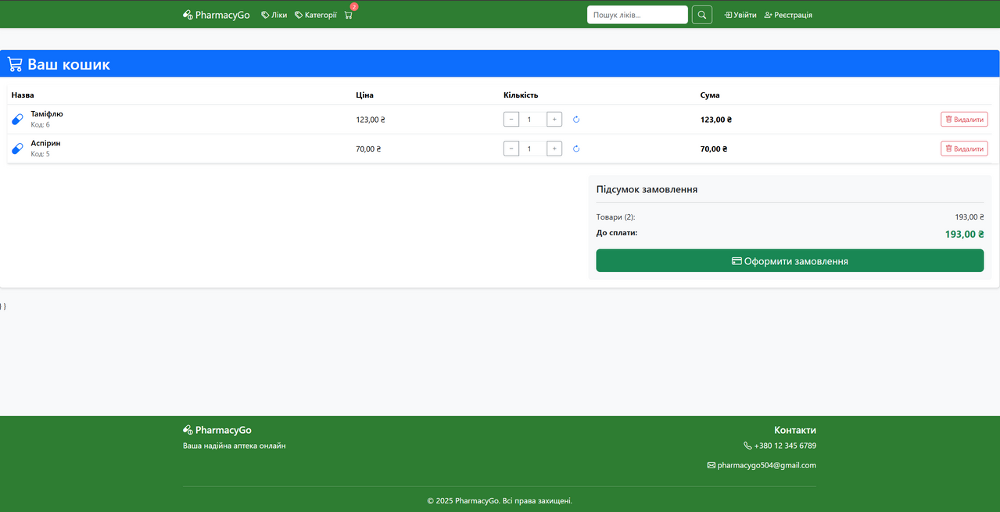 PharmacyGo Ліки Категорії 2 Пошук ліків... Увійти Реєстрація
Ваш кошик
Назва Ціна Кількість Сума
Таміфлю
Код: 6
123,00 ₴ − 1 + 123,00 ₴ Видалити
Аспірин
Код: 5
70,00 ₴ − 1 + 70,00 ₴ Видалити
Підсумок замовлення
Товари (2): 193,00 ₴
До сплати: 193,00 ₴
Оформити замовлення
} }
PharmacyGo Контакти
Ваша надійна аптека онлайн +380 12 345 6789
pharmacygo504@gmail.com
© 2025 PharmacyGo. Всі права захищені.